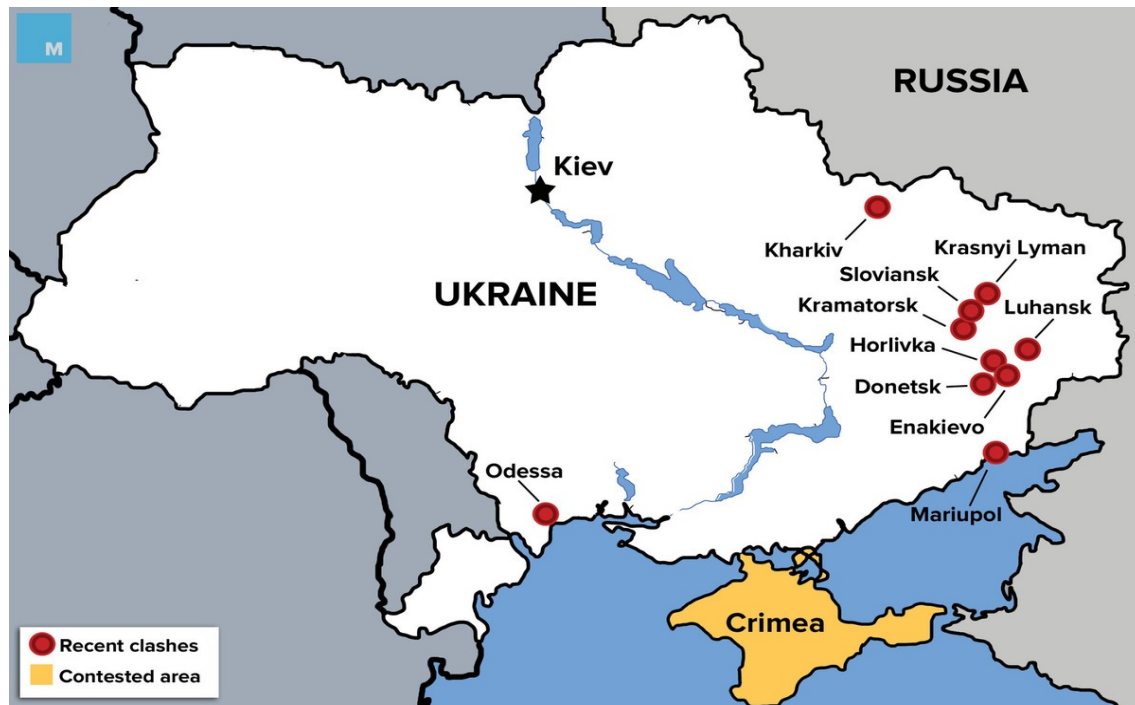 M
RUSSIA
Kiev
Kharkiv
Krasnyi Lyman
Sloviansk
Kramatorsk
Luhansk
UKRAINE
Horlivka
Donetsk
Enakievo
Odessa
Mariupol
Crimea
Recent clashes
Contested area